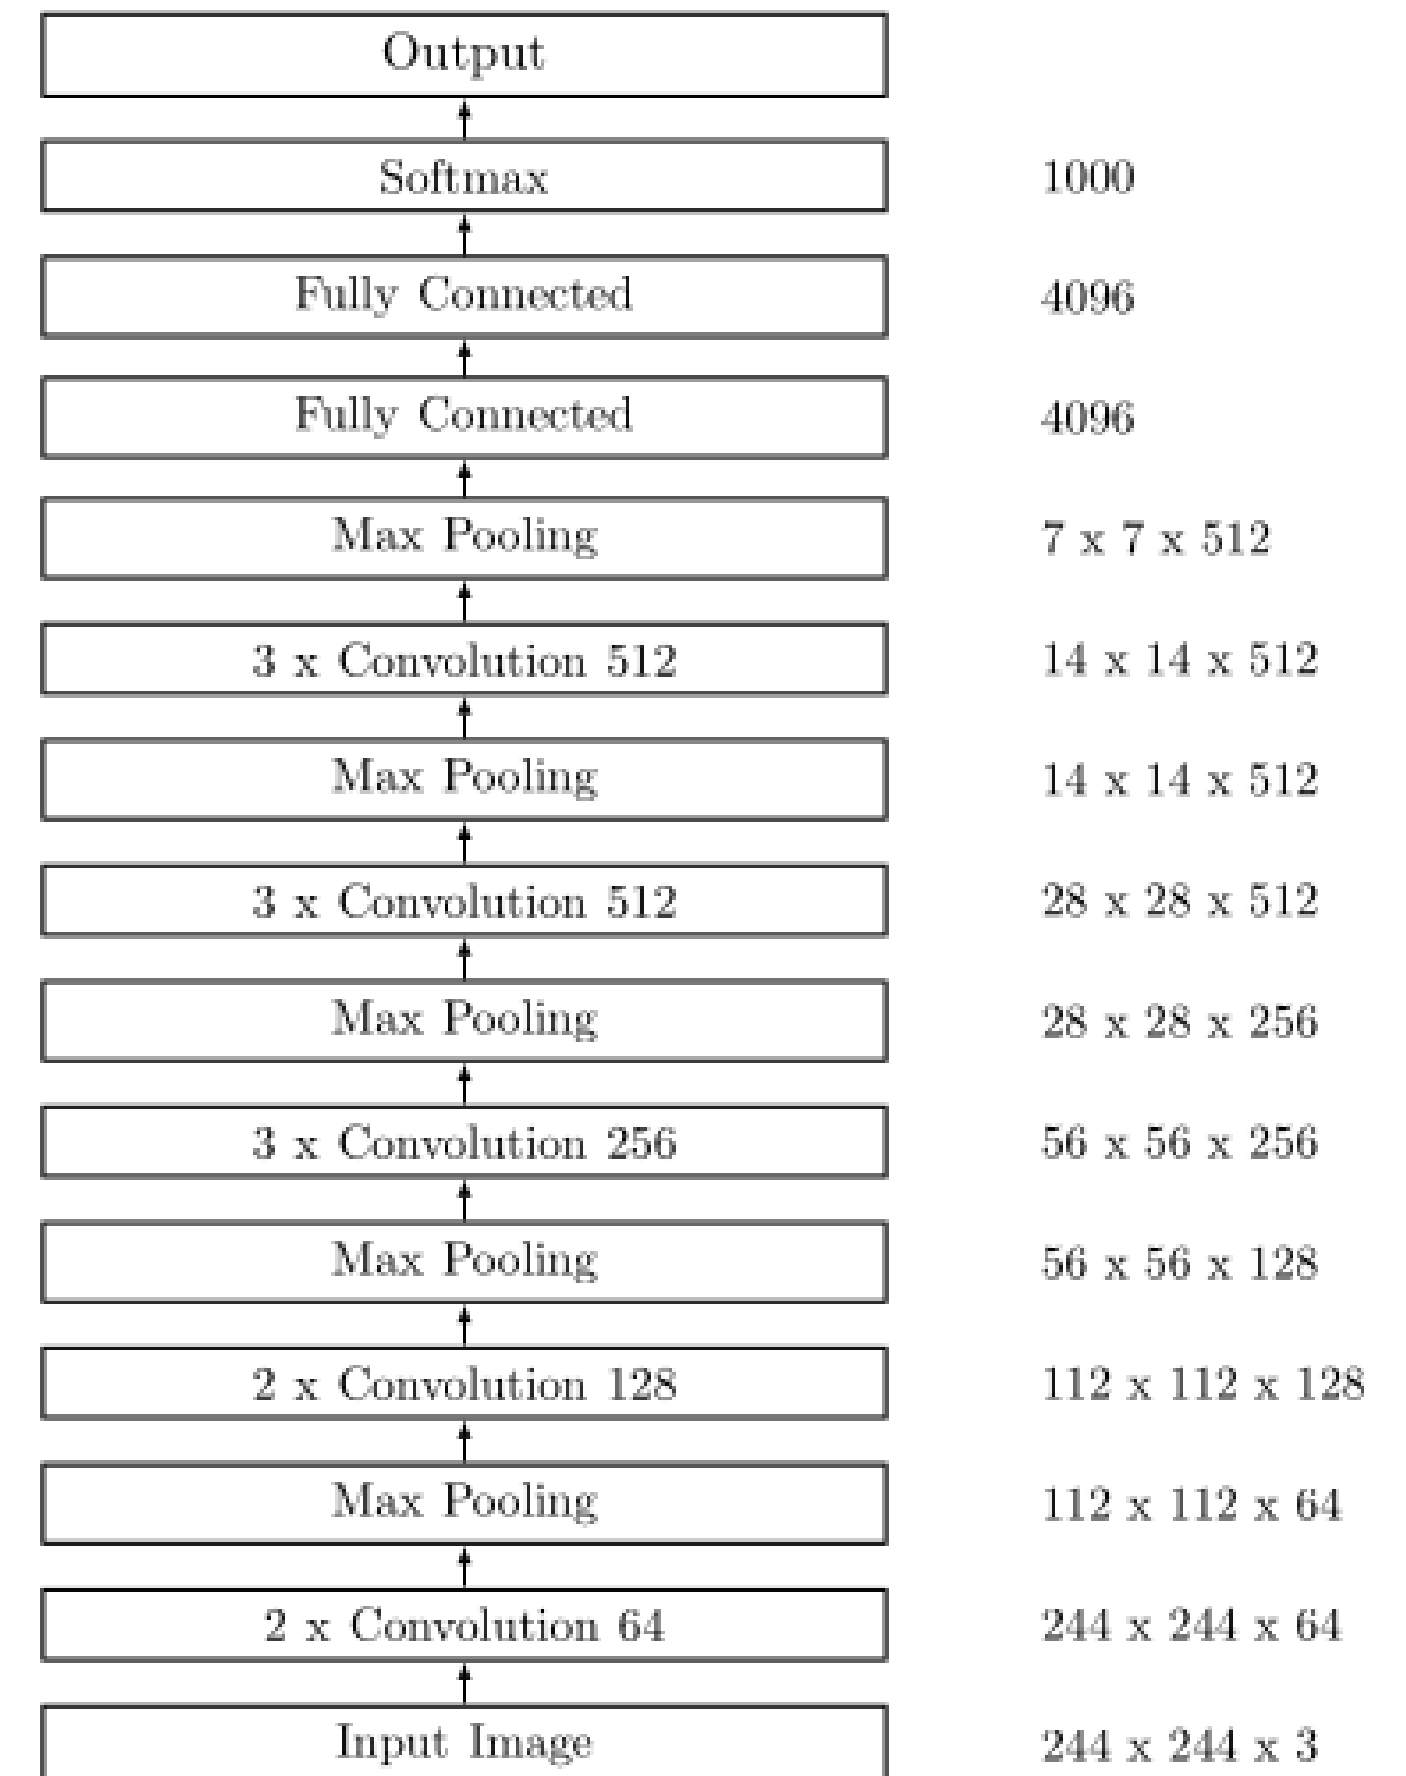 Output
Softmax 1000
Fully Connected 4096
Fully Connected 4096
Max Pooling 7 x 7 x 512
3 x Convolution 512 14 x 14 x 512
Max Pooling 14 x 14 x 512
3 x Convolution 512 28 x 28 x 512
Max Pooling 28 x 28 x 256
3 x Convolution 256 56 x 56 x 256
Max Pooling 56 x 56 x 128
2 x Convolution 128 112 x 112 x 128
Max Pooling 112 x 112 x 64
2 x Convolution 64 244 x 244 x 64
Input Image 244 x 244 x 3